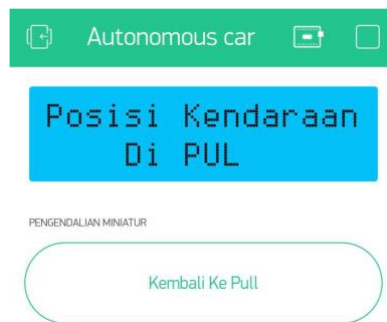 Autonomous car
Posisi Kendaraan
Di PUL
PENGENDALIAN MINIATUR
Kembali Ke Pull